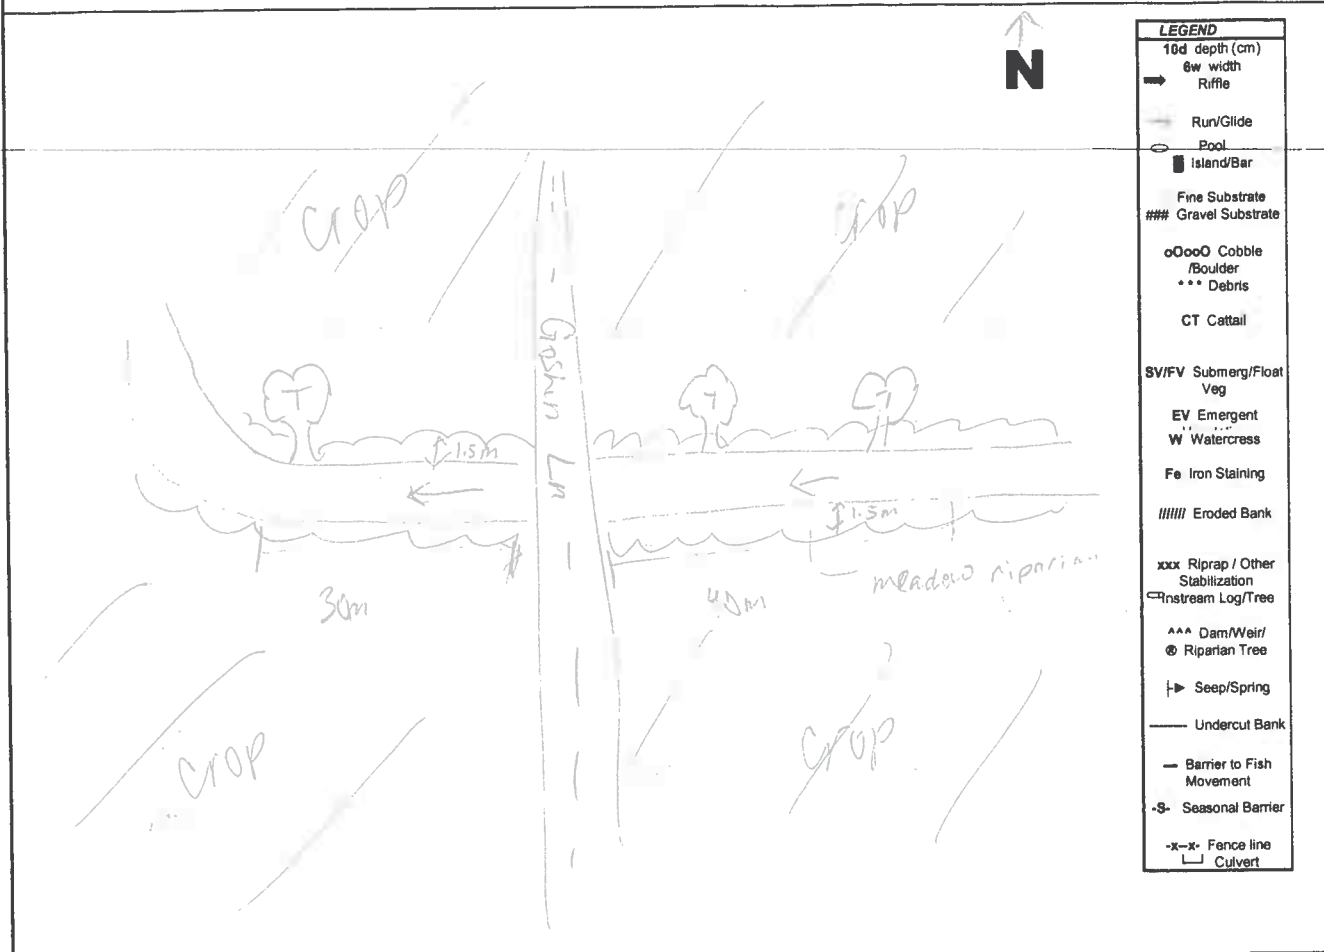 N
crop
crop
Goshen Ln
T
T
T
1.5m
1.5m
30m
40m
meadow riparian
crop
crop
LEGEND
10d depth (cm)
6w width
Riffle
Run/Glide
Pool
Island/Bar
Fine Substrate
### Gravel Substrate
oOooO Cobble
/Boulder
*** Debris
CT Cattail
SV/FV Submerg/Float
Veg
EV Emergent
W Watercress
Fe Iron Staining
/////// Eroded Bank
xxx Riprap / Other
Stabilization
Instream Log/Tree
^^^ Dam/Weir/
® Riparian Tree
Seep/Spring
Undercut Bank
Barrier to Fish
Movement
-S- Seasonal Barrier
-x--x- Fence line
Culvert